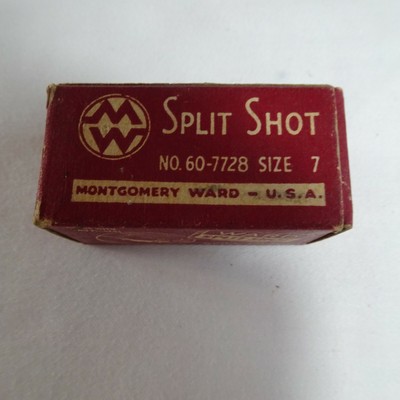 SPLIT SHOT
NO. 60-7728 SIZE 7
MONTGOMERY WARD - U.S.A.